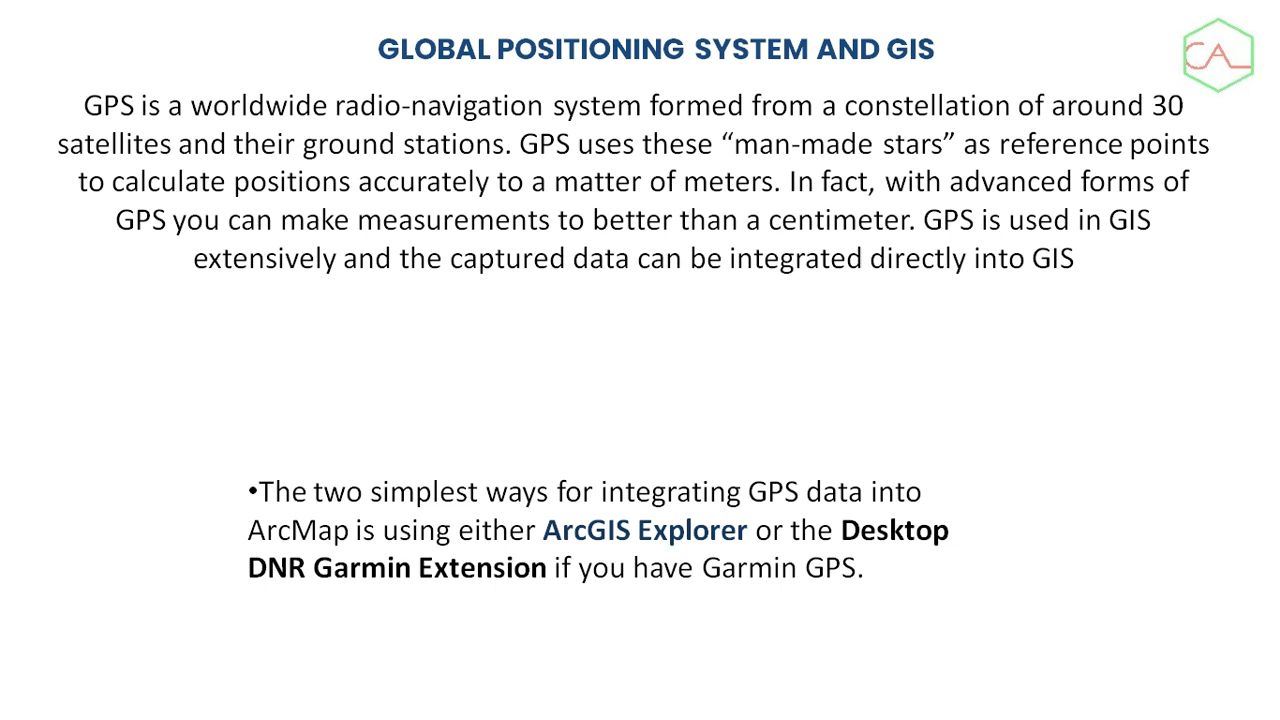 GLOBAL POSITIONING SYSTEM AND GIS
CAL
GPS is a worldwide radio-navigation system formed from a constellation of around 30
satellites and their ground stations. GPS uses these “man-made stars” as reference points
to calculate positions accurately to a matter of meters. In fact, with advanced forms of
GPS you can make measurements to better than a centimeter. GPS is used in GIS
extensively and the captured data can be integrated directly into GIS
•The two simplest ways for integrating GPS data into
ArcMap is using either ArcGIS Explorer or the Desktop
DNR Garmin Extension if you have Garmin GPS.